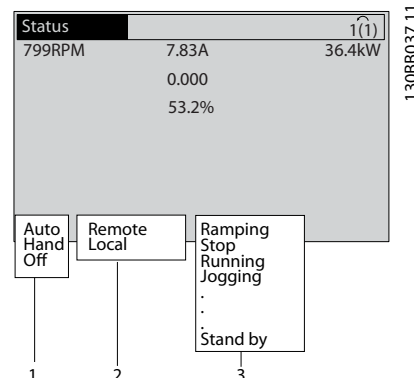 Status 1(1)
799RPM 7.83A 36.4kW
0.000
53.2%
Auto
Hand
Off
Remote
Local
Ramping
Stop
Running
Jogging
.
.
.
Stand by
1 2 3
130BB037.11